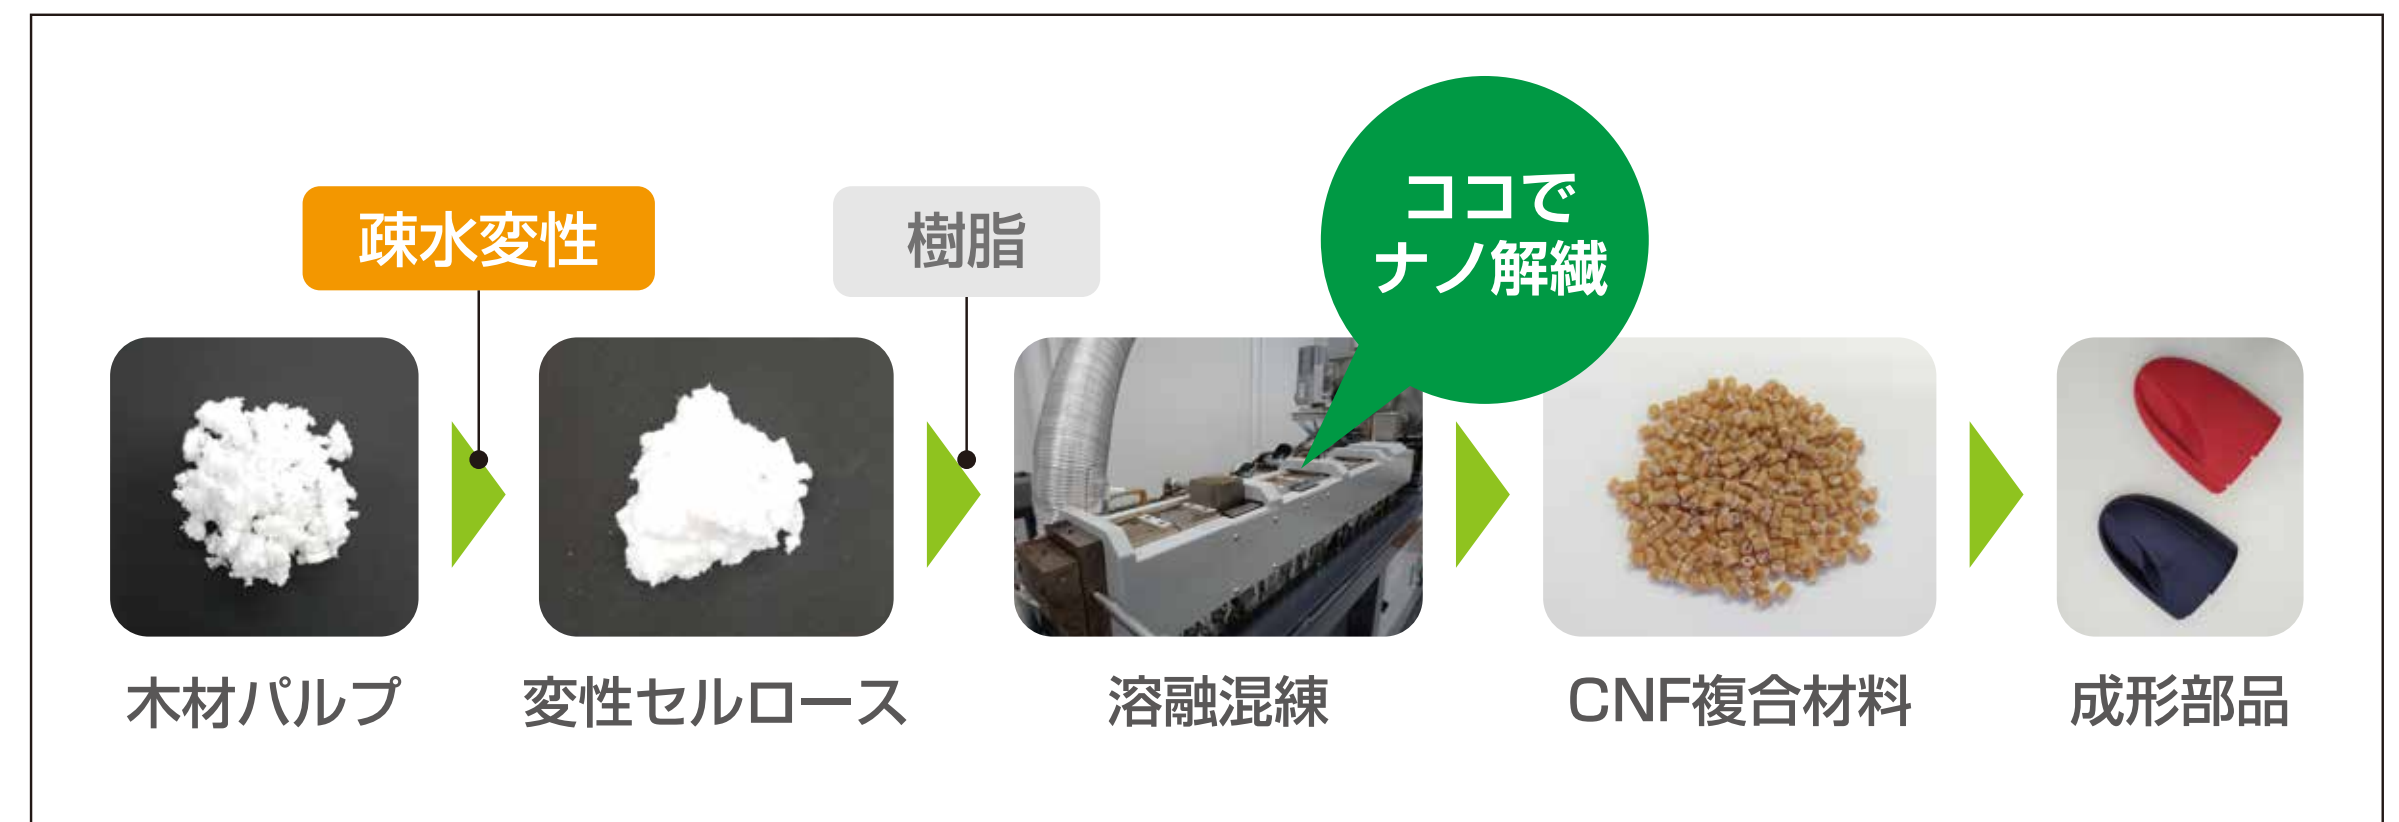 疎水変性
樹脂
ココで
ナノ解繊
木材パルプ
変性セルロース
溶融混練
CNF複合材料
成形部品